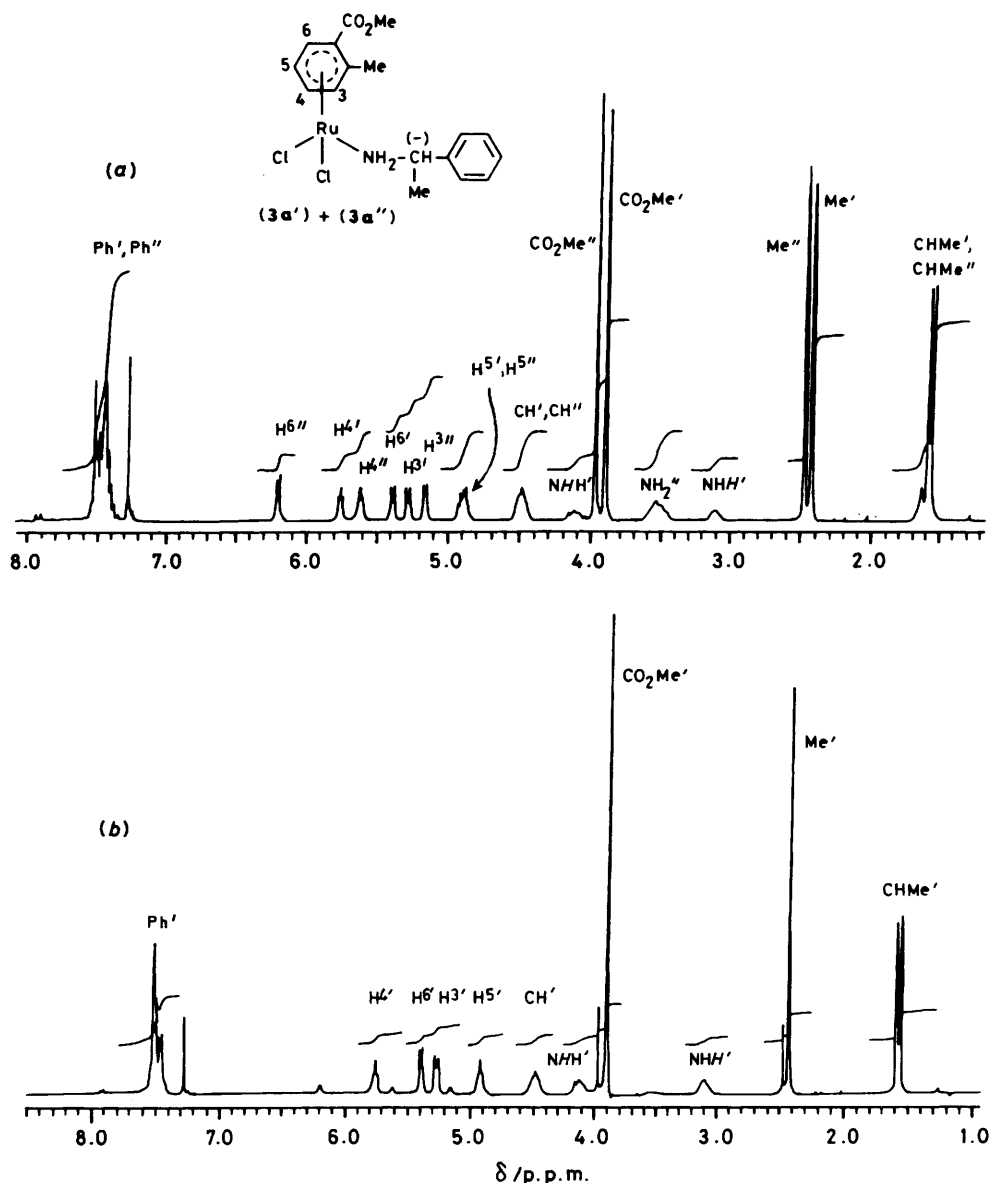 CO₂Me
6
5
Me
4
3
Ru
(-)
Cl
Cl
NH₂-CH
Me
(a)
(3a') + (3a")
Ph', Ph"
H⁶"
H⁴'
H⁴"
H⁶'
H³'
H³"
H⁵', H⁵"
CH', CH"
NHH'
CO₂Me"
CO₂Me'
NH₂"
NHH'
Me"
Me'
CHMe',
CHMe"
8.0 7.0 6.0 5.0 4.0 3.0 2.0
(b)
Ph'
H⁴'
H⁶'
H³'
H⁵'
CH'
NHH'
CO₂Me'
NHH'
Me'
CHMe'
8.0 7.0 6.0 5.0 4.0 3.0 2.0 1.0
δ /p.p.m.